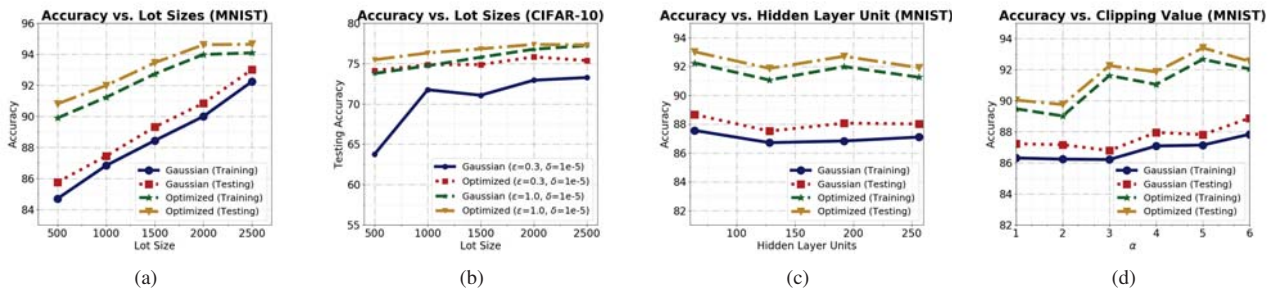 Accuracy vs. Lot Sizes (MNIST)
96
94
92
90
88
86
84
Accuracy
500
1000
1500
2000
2500
Lot Size
Gaussian (Training)
Gaussian (Testing)
Optimized (Training)
Optimized (Testing)
(a)
Accuracy vs. Lot Sizes (CIFAR-10)
80
75
70
65
60
55
Testing Accuracy
500
1000
1500
2000
2500
Lot Size
Gaussian (ε=0.3, δ=1e-5)
Optimized (ε=0.3, δ=1e-5)
Gaussian (ε=1.0, δ=1e-5)
Optimized (ε=1.0, δ=1e-5)
(b)
Accuracy vs. Hidden Layer Unit (MNIST)
94
92
90
88
86
84
82
Accuracy
100
150
200
250
Hidden Layer Units
Gaussian (Training)
Gaussian (Testing)
Optimized (Training)
Optimized (Testing)
(c)
Accuracy vs. Clipping Value (MNIST)
94
92
90
88
86
84
82
Accuracy
1
2
3
4
5
6
α
Gaussian (Training)
Gaussian (Testing)
Optimized (Training)
Optimized (Testing)
(d)